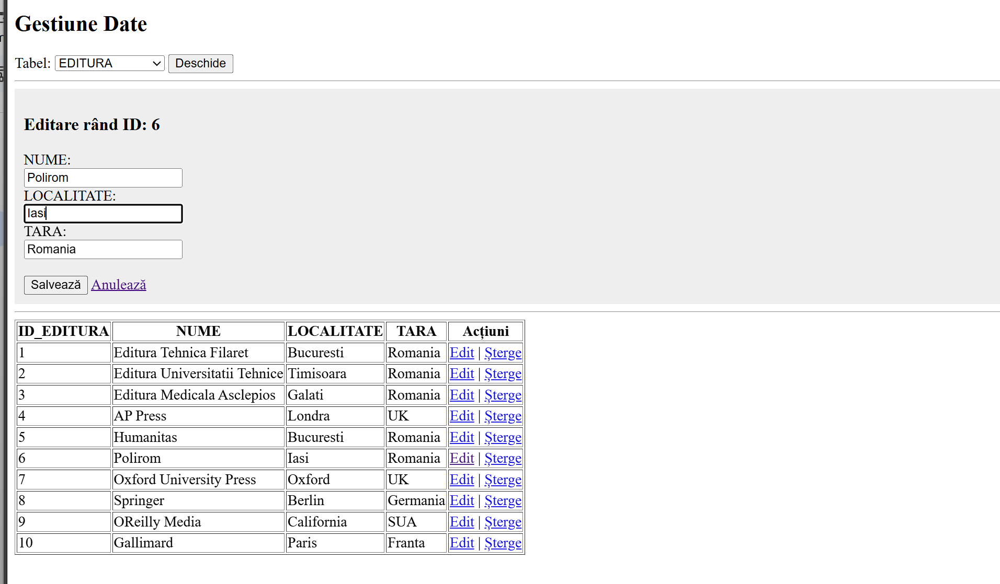 Gestiune Date
Tabel: EDITURA Deschide
Editare rând ID: 6
NUME:
Polirom
LOCALITATE:
Iasi
TARA:
Romania
Salvează Anulează
ID_EDITURA NUME LOCALITATE TARA Acțiuni
1 Editura Tehnica Filaret Bucuresti Romania Edit | Șterge
2 Editura Universitatii Tehnice Timisoara Romania Edit | Șterge
3 Editura Medicala Asclepios Galati Romania Edit | Șterge
4 AP Press Londra UK Edit | Șterge
5 Humanitas Bucuresti Romania Edit | Șterge
6 Polirom Iasi Romania Edit | Șterge
7 Oxford University Press Oxford UK Edit | Șterge
8 Springer Berlin Germania Edit | Șterge
9 OReilly Media California SUA Edit | Șterge
10 Gallimard Paris Franta Edit | Șterge